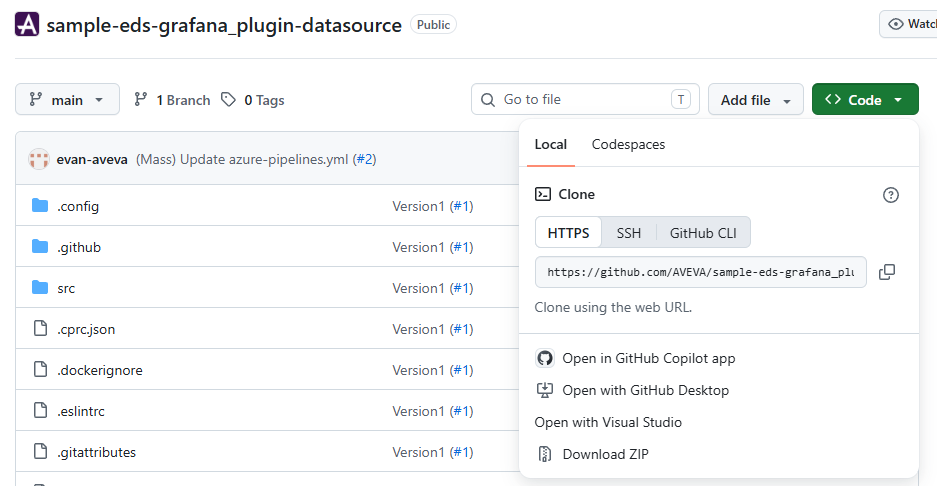 sample-eds-grafana_plugin-datasource Public
Watch
main 1 Branch 0 Tags Go to file T Add file Code
evan-aveva (Mass) Update azure-pipelines.yml (#2)
.config Version1 (#1)
.github Version1 (#1)
src Version1 (#1)
.cprc.json Version1 (#1)
.dockerignore Version1 (#1)
.eslintrc Version1 (#1)
.gitattributes Version1 (#1)
Local Codespaces
Clone
HTTPS SSH GitHub CLI
https://github.com/AVEVA/sample-eds-grafana_plu
Clone using the web URL.
Open in GitHub Copilot app
Open with GitHub Desktop
Open with Visual Studio
Download ZIP